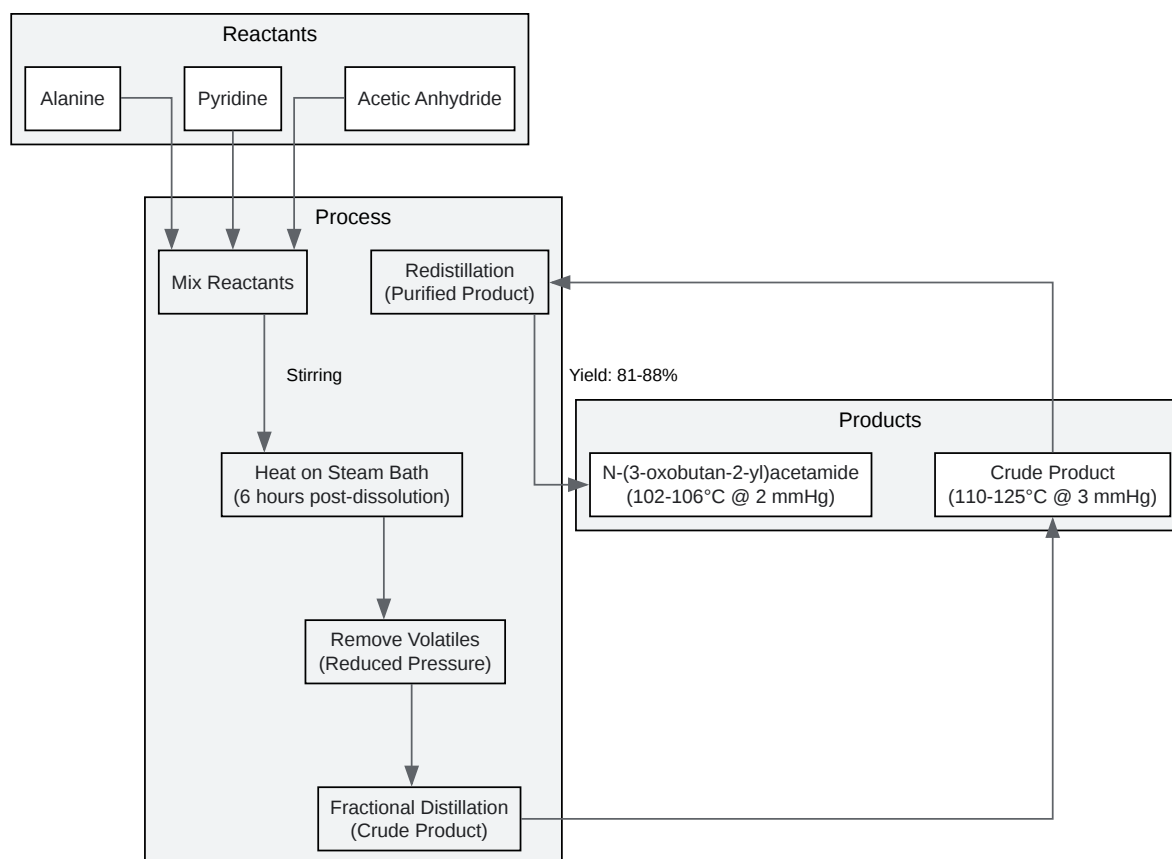 Reactants
Alanine
Pyridine
Acetic Anhydride
Process
Mix Reactants
Redistillation
(Purified Product)
Stirring
Yield: 81-88%
Products
Heat on Steam Bath
(6 hours post-dissolution)
N-(3-oxobutan-2-yl)acetamide
(102-106°C @ 2 mmHg)
Crude Product
(110-125°C @ 3 mmHg)
Remove Volatiles
(Reduced Pressure)
Fractional Distillation
(Crude Product)